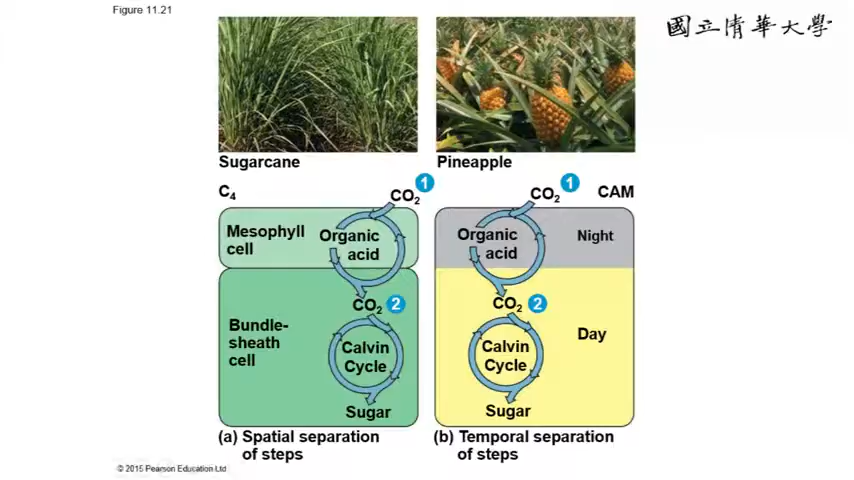 Figure 11.21
國立清華大學
Sugarcane
Pineapple
C4
CO2
1
Mesophyll
cell
Organic
acid
CO2
2
Bundle-
sheath
cell
Calvin
Cycle
Sugar
(a) Spatial separation
of steps
CO2
1
CAM
Organic
acid
Night
CO2
2
Calvin
Cycle
Day
Sugar
(b) Temporal separation
of steps
© 2015 Pearson Education Ltd